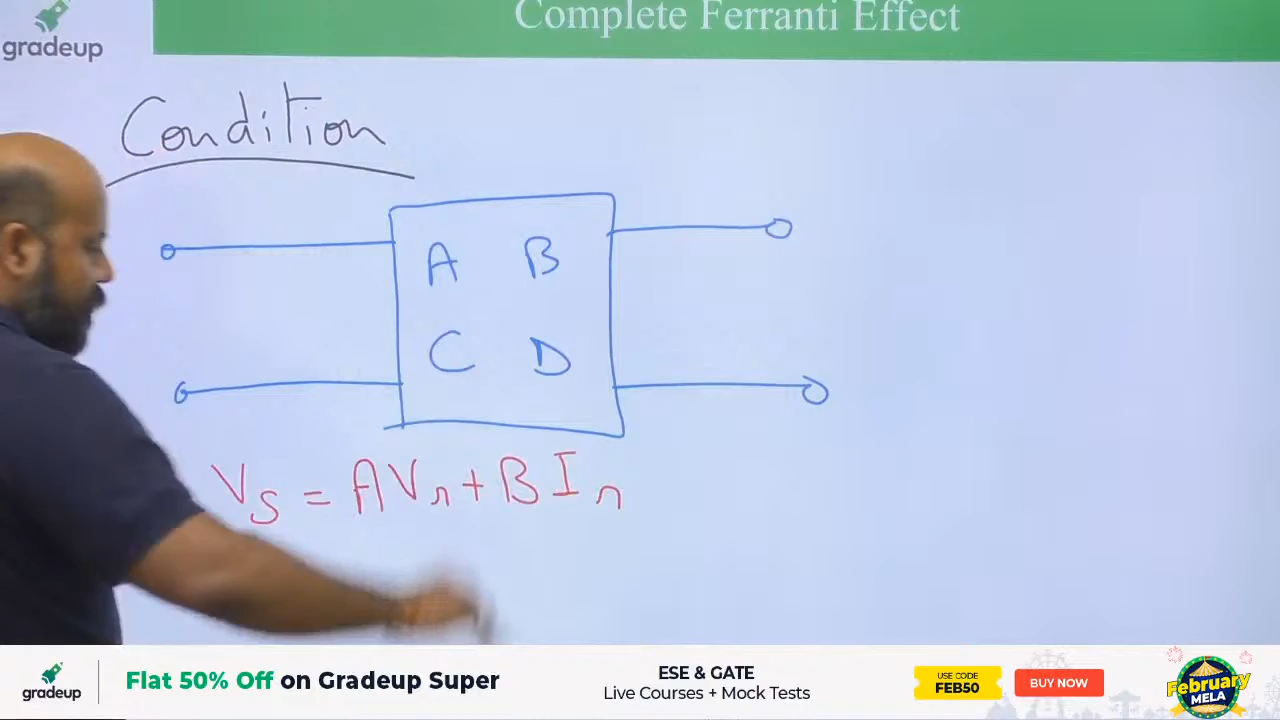 Complete Ferranti Effect
gradeup
Condition
A B
C D
Vs = AVr + BIr
gradeup
Flat 50% Off on Gradeup Super
ESE & GATE
Live Courses + Mock Tests
USE CODE
FEB50
BUY NOW
February
MELA